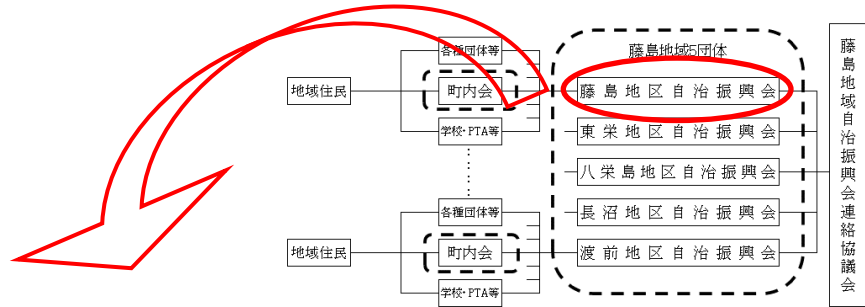 藤島地域5団体
各種団体等
地域住民
町内会
藤島地区自治振興会
学校・PTA等
東栄地区自治振興会
八栄島地区自治振興会
各種団体等
長沼地区自治振興会
地域住民
町内会
渡前地区自治振興会
学校・PTA等
藤島地域自治振興会連絡協議会